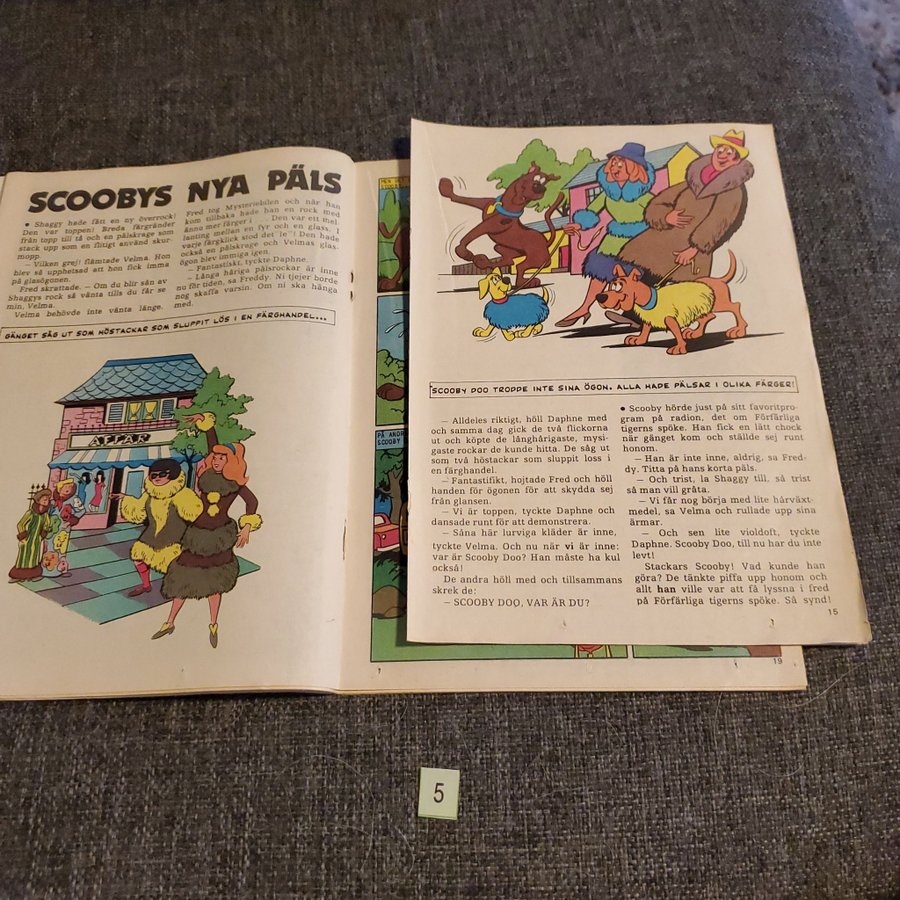 SCOOBYS NYA PÄLS
● Shaggy hade fått en ny överrock!
Den var toppen! Breda färgränder
från topp till tå och en pälskrage som
stack upp som en flitigt använd skur-
mopp.
— Vilken grej! flämtade Velma. Hon
blev så upphetsad att hon fick imma
på glasögonen.
Fred skrattade. — Om du blir sån av
Shaggys rock så vänta tills du får se
min, Velma.
Velma behövde inte vänta länge.
Fred tog Mysteriebilen och när han
kom tillbaka hade han en rock med
ännu mer färger i . . . Den var ett mel-
lanting mellan en fyr och en glass. I
varje färgklick stod det "le"! Den hade
också en pälskrage och Velmas glas-
ögon blev immiga igen.
— Fantastiskt, tyckte Daphne.
— Långa håriga pälsrockar är inne
nu för tiden, sa Freddy. Ni tjejer borde
nog skaffa varsin. Om ni ska hänga
med.
GÄNGET SÅG UT SOM HÖSTACKAR SOM SLUPPIT LÖS I EN FÄRGHANDEL...
AFFÄR
PÅ ANDR
SCOOBY
19
SCOOBY DOO TRODDE INTE SINA ÖGON. ALLA HADE PÄLSAR I OLIKA FÄRGER!
— Alldeles riktigt, höll Daphne med
och samma dag gick de två flickorna
ut och köpte de långhårigaste, mysi-
gaste rockar de kunde hitta. De såg ut
som två höstackar som sluppit loss i
en färghandel.
— Fantastifikt, hojtade Fred och höll
handen för ögonen för att skydda sej
från glansen.
— Vi är toppen, tyckte Daphne och
dansade runt för att demonstrera.
— Såna här lurviga kläder är inne,
tyckte Velma. Och nu när vi är inne:
var är Scooby Doo? Han måste ha kul
också!
De andra höll med och tillsammans
skrek de:
— SCOOBY DOO, VAR ÄR DU?
● Scooby hörde just på sitt favoritpro-
gram på radion, det om Förfärliga
tigerns spöke. Han fick en lätt chock
när gänget kom och ställde sej runt
honom.
— Han är inte inne, aldrig, sa Fred-
dy. Titta på hans korta päls.
— Och trist, la Shaggy till, så trist
så man vill gråta.
— Vi får nog börja med lite hårväxt-
medel, sa Velma och rullade upp sina
ärmar.
— Och sen lite violdoft, tyckte
Daphne. Scooby Doo, till nu har du inte
levt!
Stackars Scooby! Vad kunde han
göra? De tänkte piffa upp honom och
allt han ville var att få lyssna i fred
på Förfärliga tigerns spöke. Så synd!
15
5